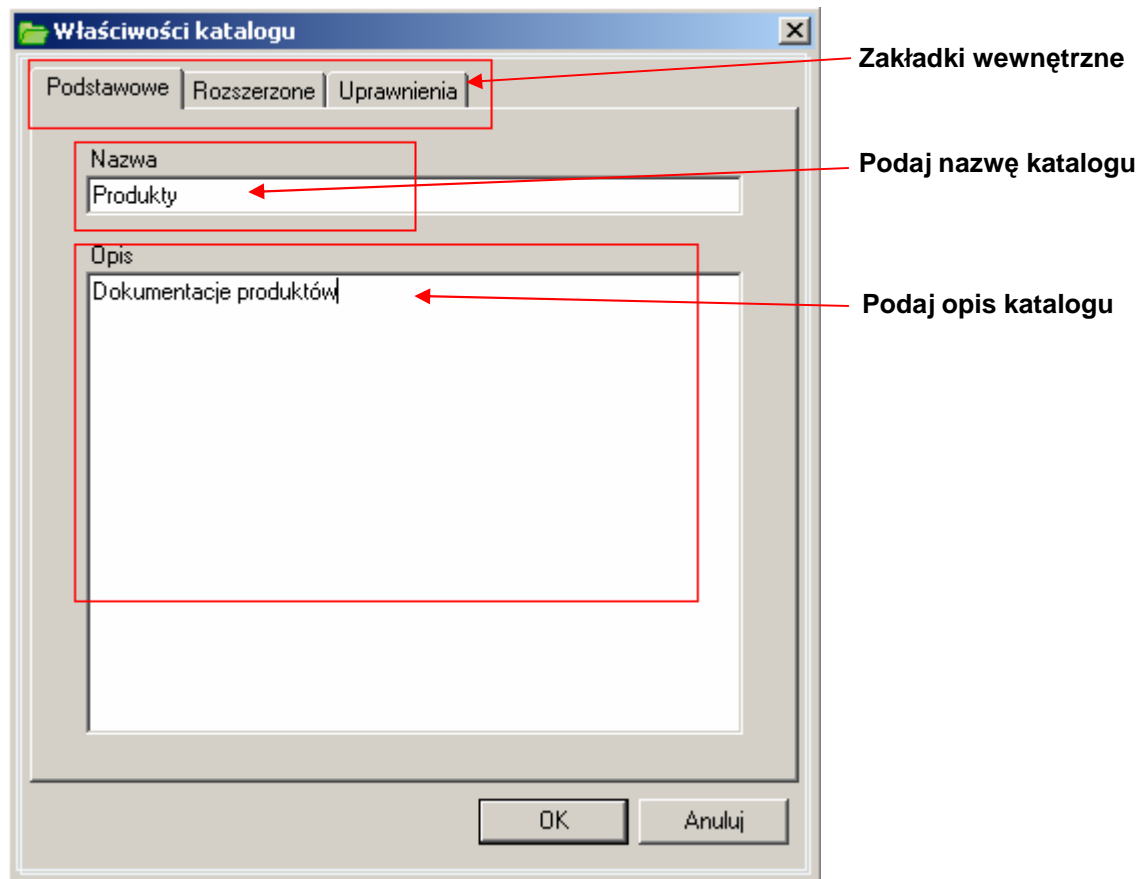 Właściwości katalogu
Zakładki wewnętrzne
Podstawowe Rozszerzone Uprawnienia
Nazwa
Podaj nazwę katalogu
Produkty
Opis
Dokumentacje produktów
Podaj opis katalogu
OK Anuluj